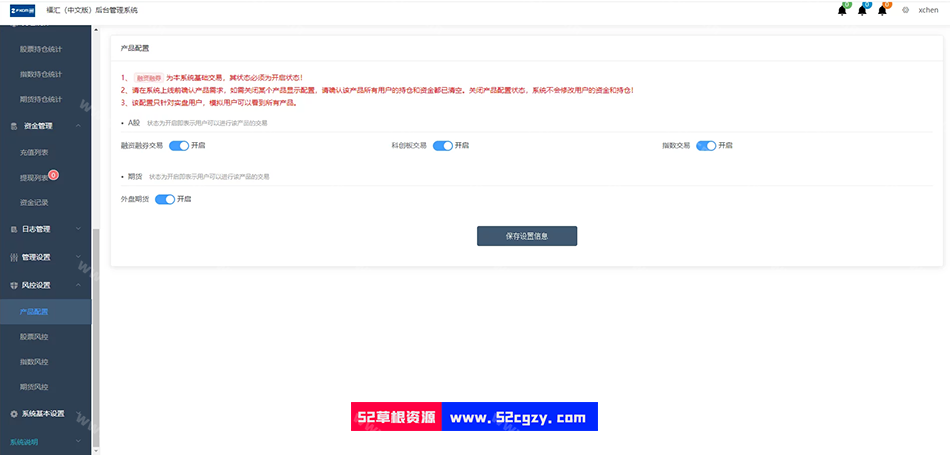 FXCM 福汇（中文版）后台管理系统
0 0 0 xchen
股票持仓统计
指数持仓统计
期货持仓统计
资金管理
充值列表
提现列表 0
资金记录
日志管理
管理设置
风控设置
产品配置
股票风控
指数风控
期货风控
系统基本设置
系统说明
产品配置
1、 融资融券 为本系统基础交易，其状态必须为开启状态！
2、请在系统上线前确认产品需求，如需关闭某个产品显示配置，请确认该产品所有用户的持仓和资金都已清空。关闭产品配置状态，系统不会修改用户的资金和持仓！
3、该配置只针对实盘用户，模拟用户可以看到所有产品。
• A股 状态为开启即表示用户可以进行该产品的交易
融资融券交易 开启 科创板交易 开启 指数交易 开启
• 期货 状态为开启即表示用户可以进行该产品的交易
外盘期货 开启
保存设置信息
52草根资源 www.52cgzy.com